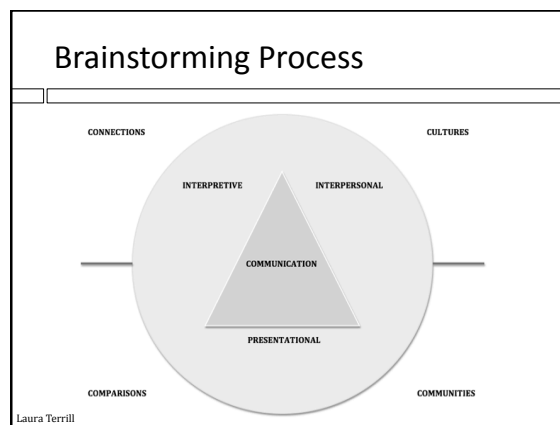 Brainstorming Process
CONNECTIONS
CULTURES
INTERPRETIVE
INTERPERSONAL
COMMUNICATION
PRESENTATIONAL
COMPARISONS
COMMUNITIES
Laura Terrill